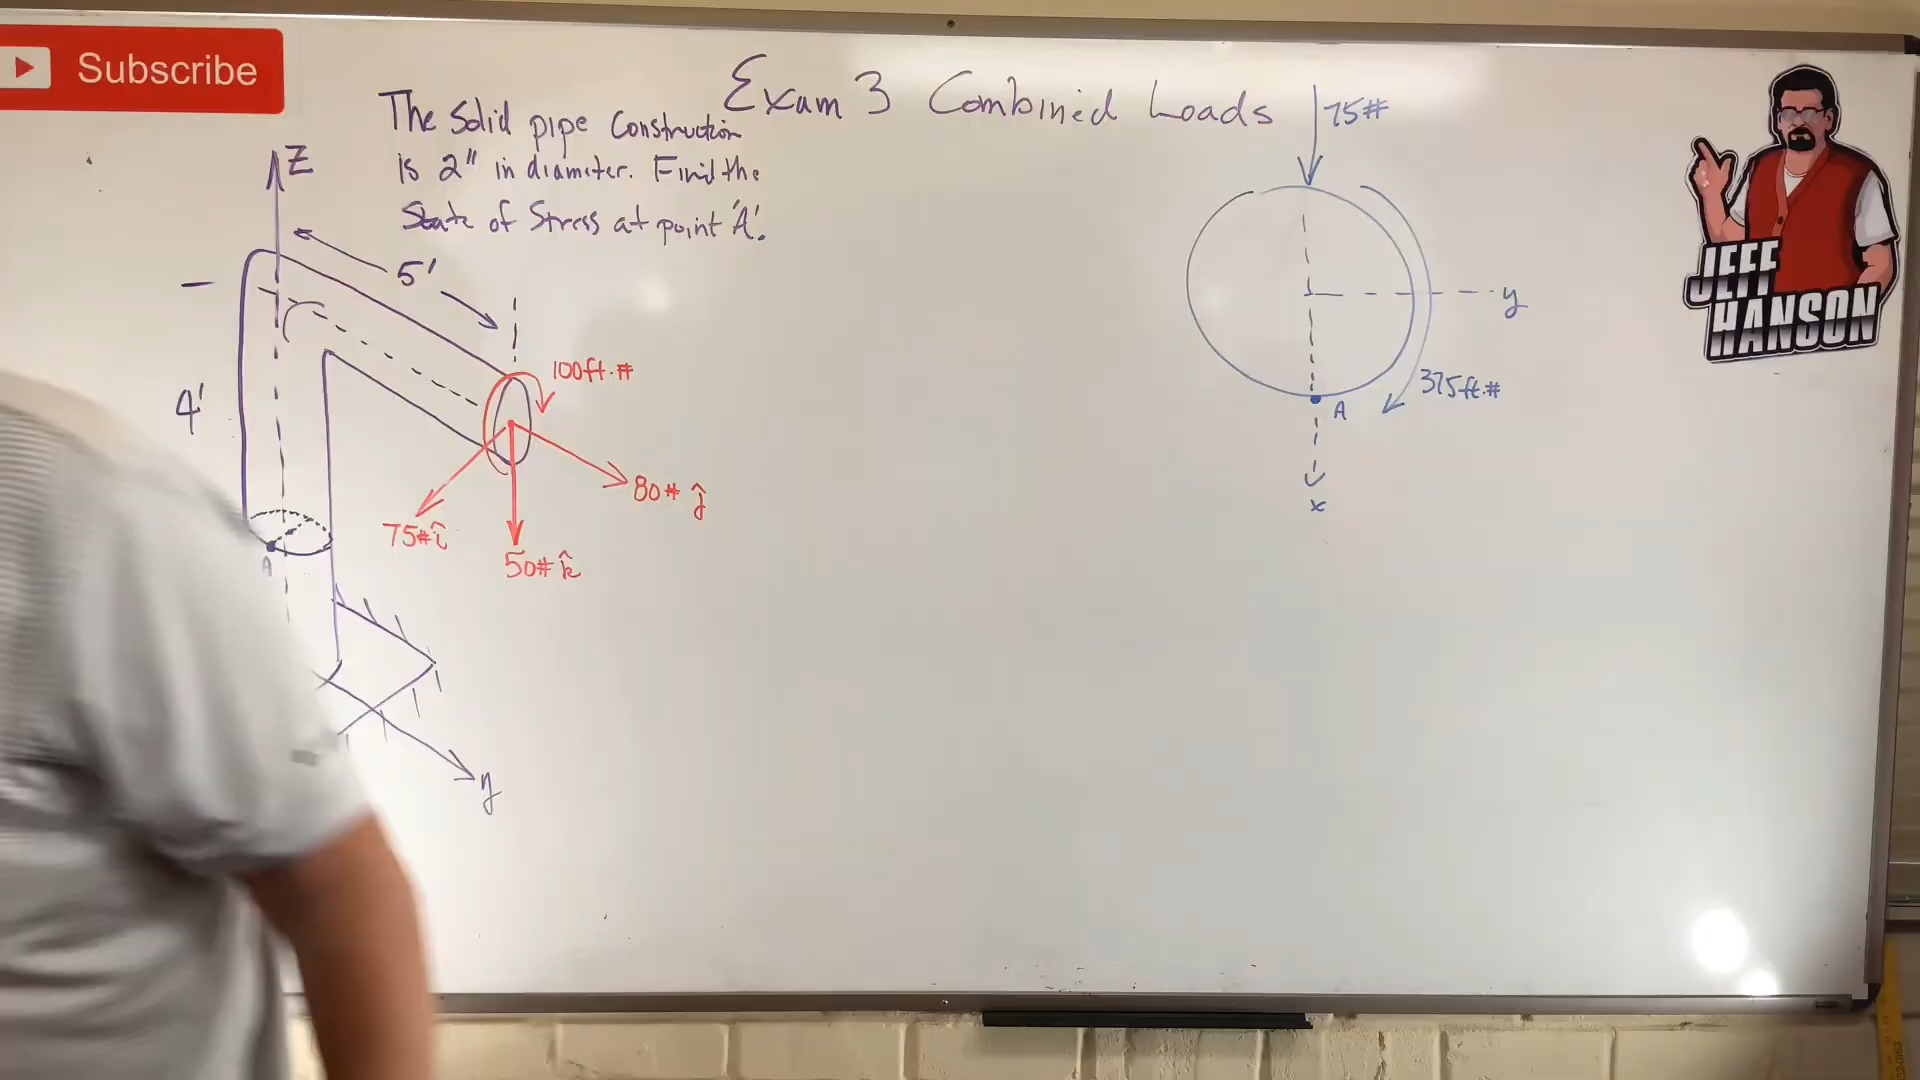 Subscribe
Exam 3 Combined Loads
The Solid pipe Construction
is 2" in diameter. Find the
State of Stress at point 'A'.
Z
5'
4'
100ft.#
80# ĵ
75# î
50# k̂
A
y
75#
y
375ft.#
A
x
JEFF
HANSON